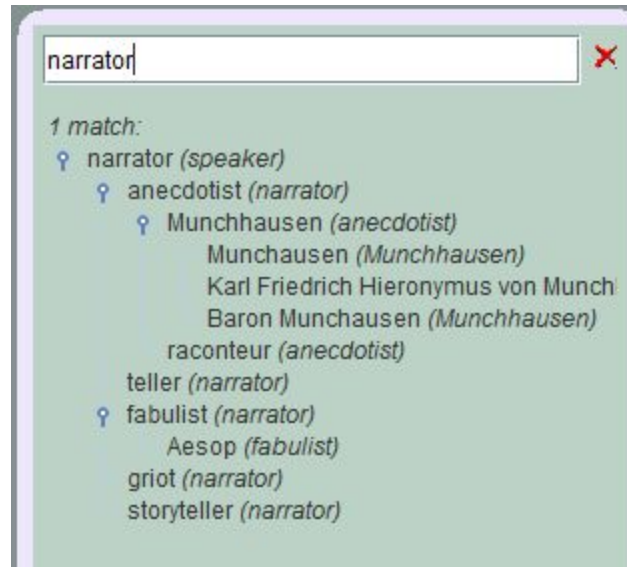 narrator
1 match:
narrator (speaker)
anecdotist (narrator)
Munchhausen (anecdotist)
Munchausen (Munchhausen)
Karl Friedrich Hieronymus von Munch
Baron Munchausen (Munchhausen)
raconteur (anecdotist)
teller (narrator)
fabulist (narrator)
Aesop (fabulist)
griot (narrator)
storyteller (narrator)